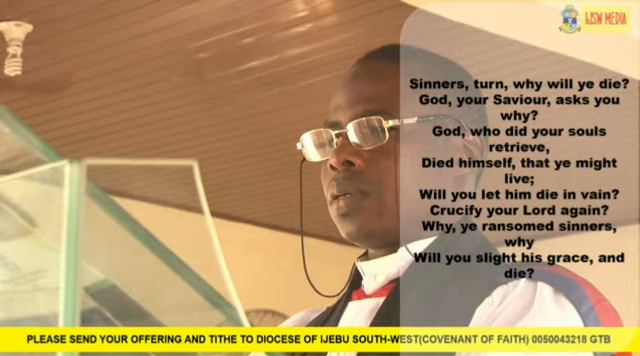 IJSW MEDIA
Sinners, turn, why will ye die?
God, your Saviour, asks you
why?
God, who did your souls
retrieve,
Died himself, that ye might
live;
Will you let him die in vain?
Crucify your Lord again?
Why, ye ransomed sinners,
why
Will you slight his grace, and
die?
PLEASE SEND YOUR OFFERING AND TITHE TO DIOCESE OF IJEBU SOUTH-WEST(COVENANT OF FAITH) 0050043218 GTB